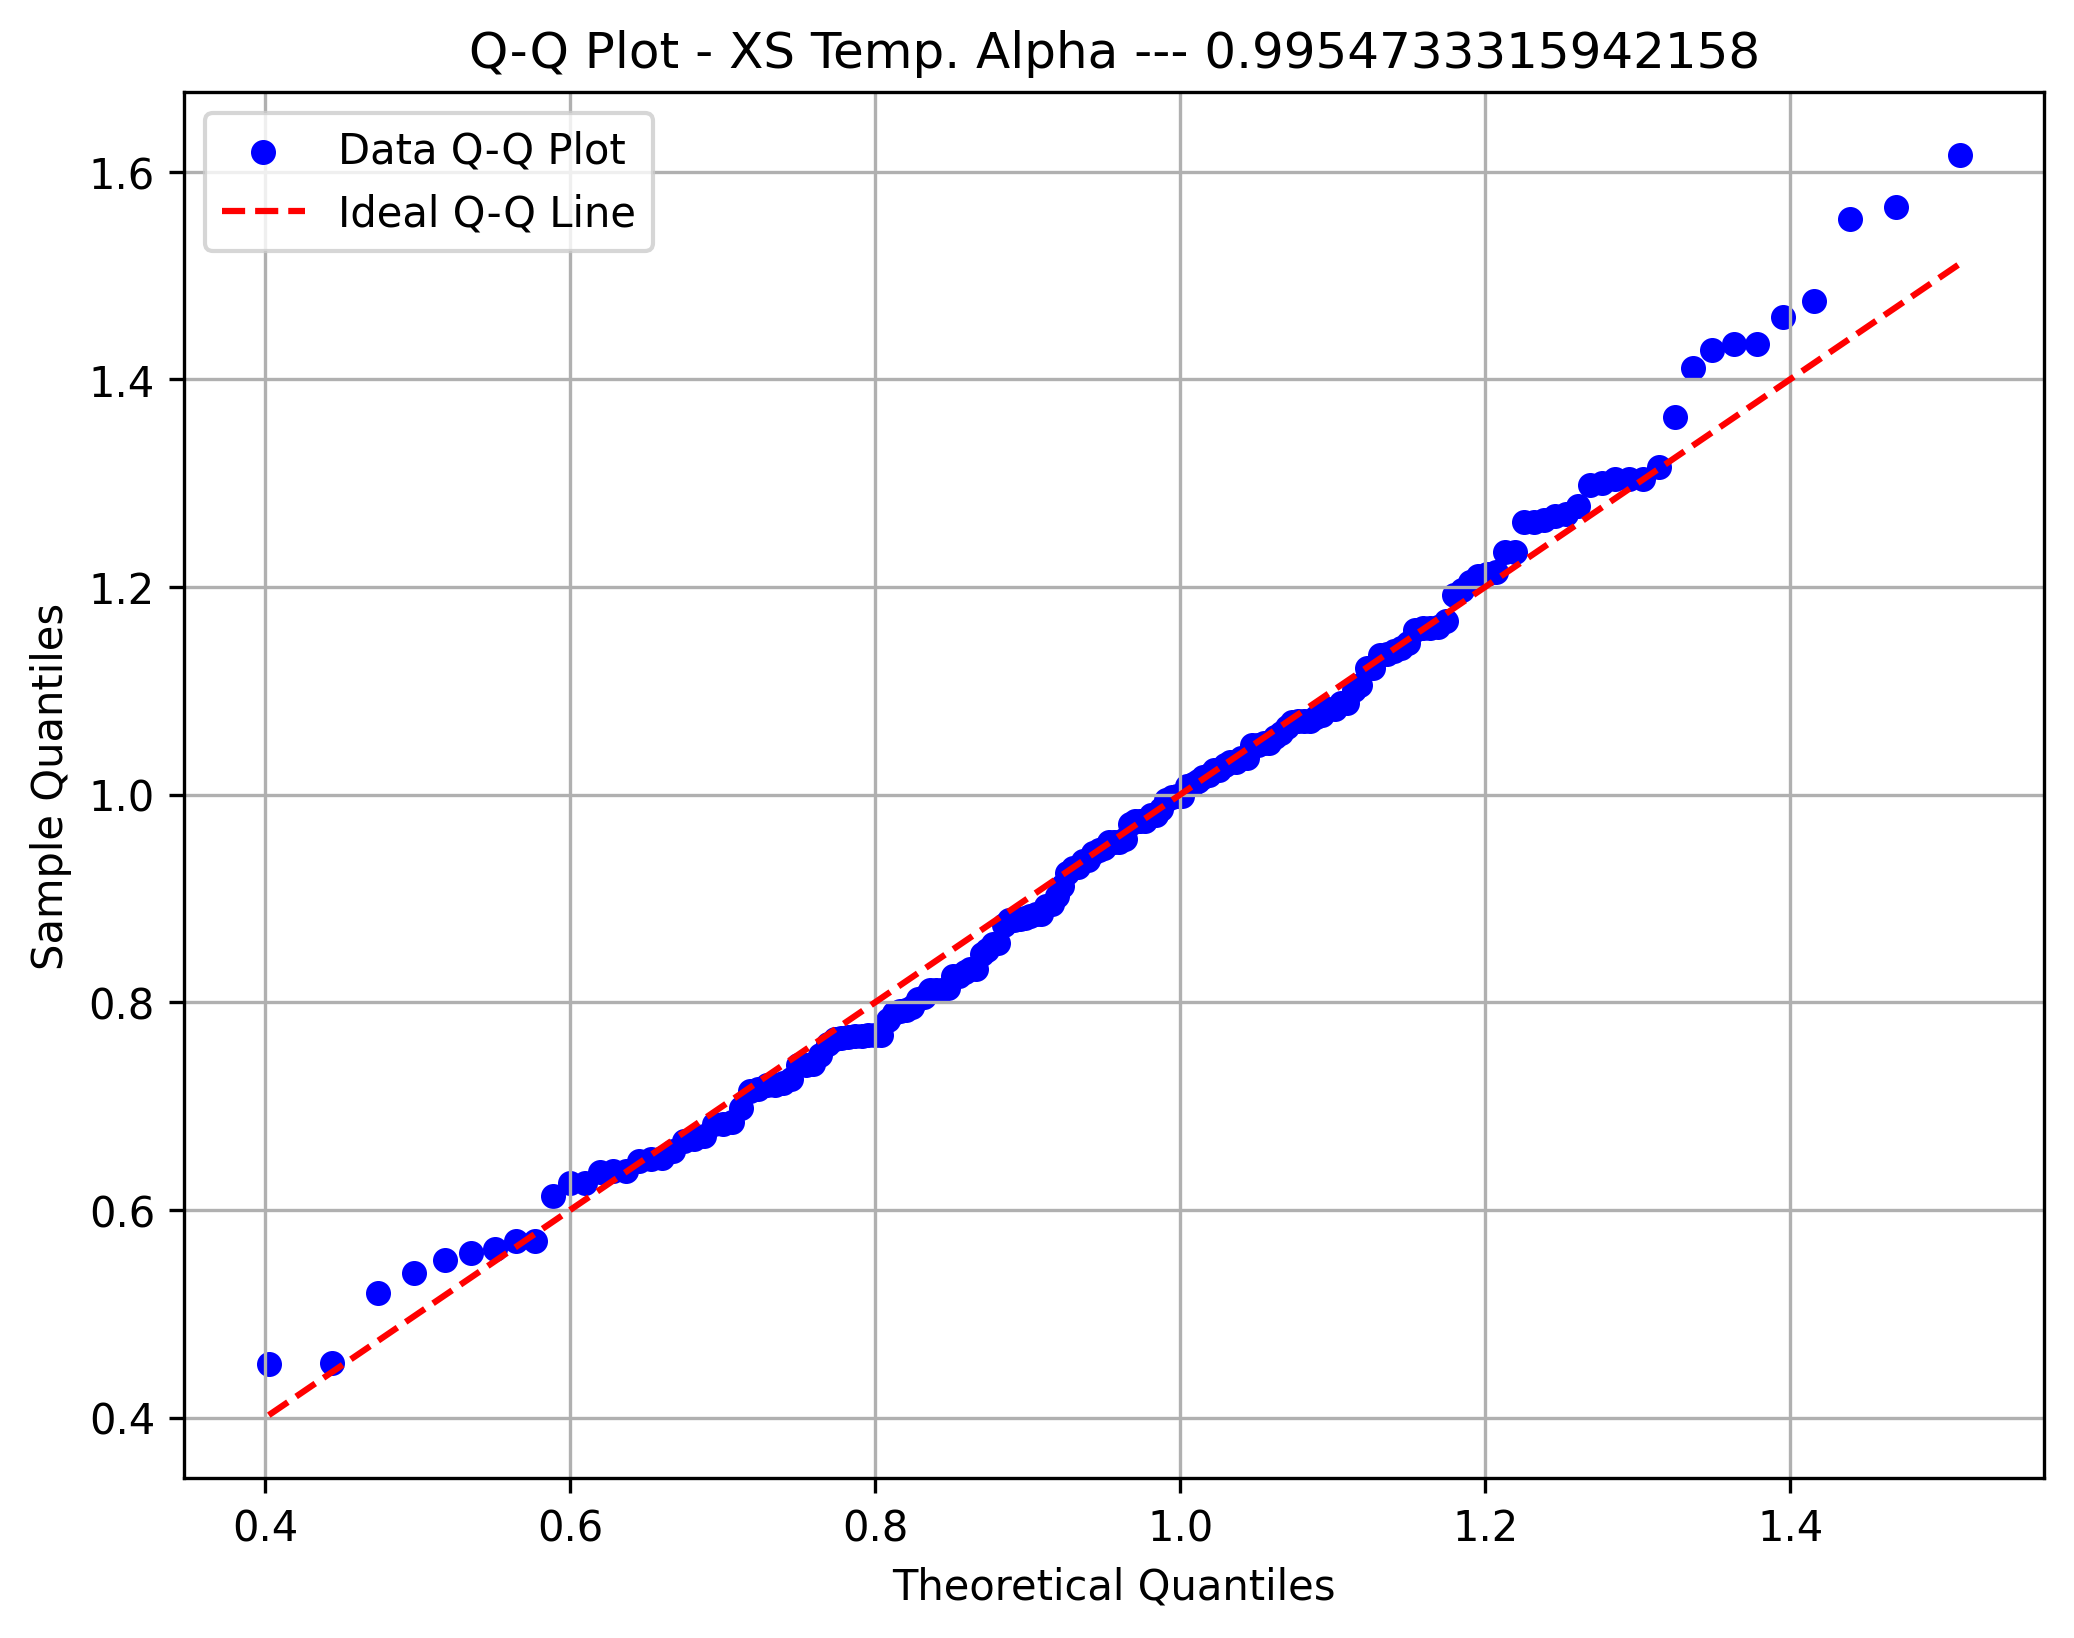 Q-Q Plot - XS Temp. Alpha --- 0.9954733315942158
Data Q-Q Plot
Ideal Q-Q Line
1.6
1.4
1.2
1.0
0.8
0.6
0.4
Sample Quantiles
0.4 0.6 0.8 1.0 1.2 1.4
Theoretical Quantiles